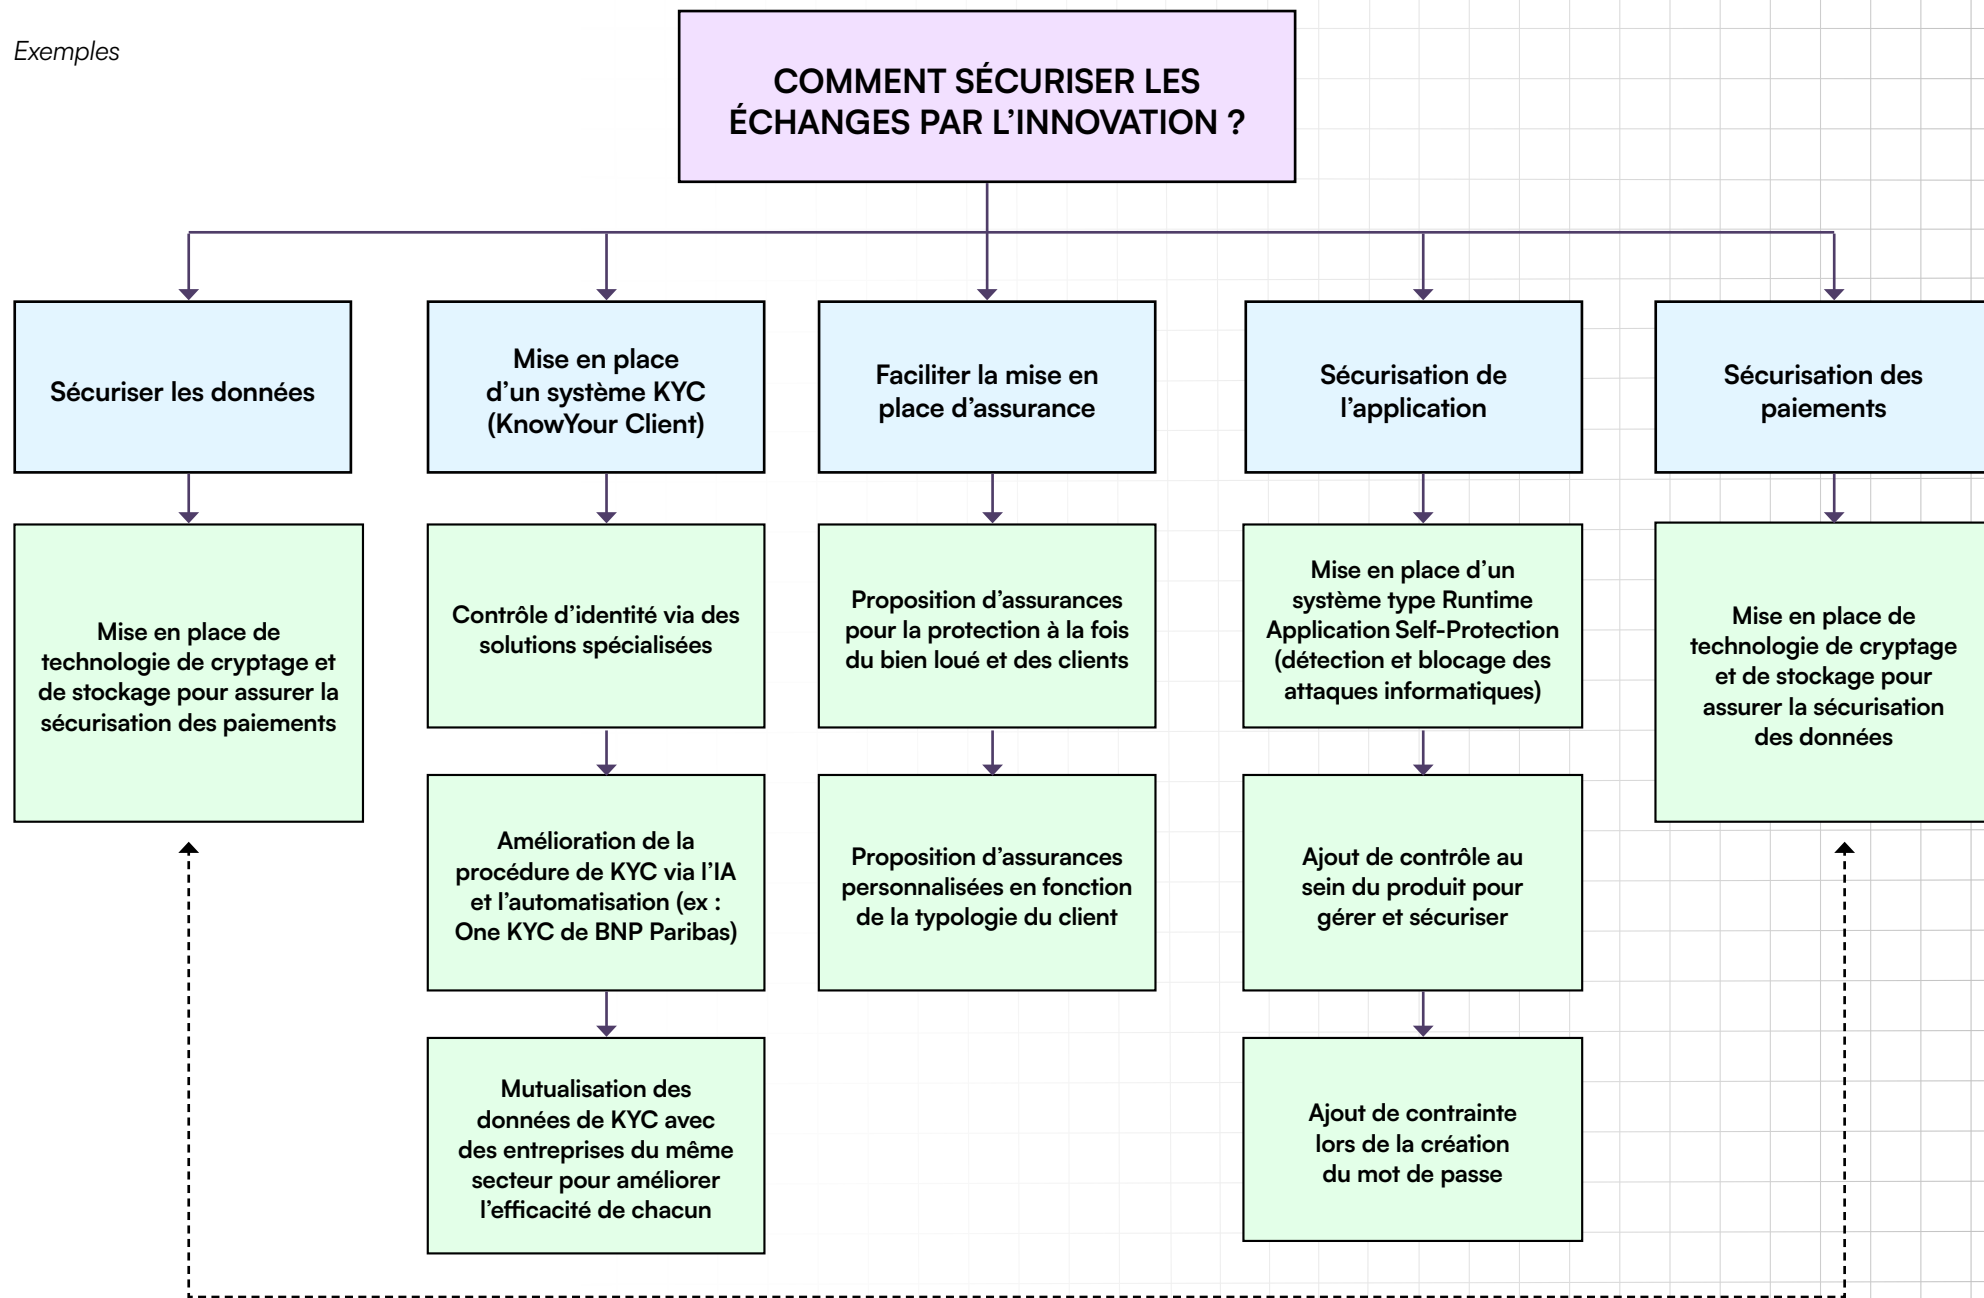 Exemples
COMMENT SÉCURISER LES
ÉCHANGES PAR L’INNOVATION ?
Sécuriser les données
Mise en place
d’un système KYC
(KnowYour Client)
Faciliter la mise en
place d’assurance
Sécurisation de
l’application
Sécurisation des
paiements
Mise en place de
technologie de cryptage et
de stockage pour assurer la
sécurisation des paiements
Contrôle d’identité via des
solutions spécialisées
Proposition d’assurances
pour la protection à la fois
du bien loué et des clients
Mise en place d’un
système type Runtime
Application Self-Protection
(détection et blocage des
attaques informatiques)
Mise en place de
technologie de cryptage
et de stockage pour
assurer la sécurisation
des données
Amélioration de la
procédure de KYC via l’IA
et l’automatisation (ex :
One KYC de BNP Paribas)
Proposition d’assurances
personnalisées en fonction
de la typologie du client
Ajout de contrôle au
sein du produit pour
gérer et sécuriser
Mutualisation des
données de KYC avec
des entreprises du même
secteur pour améliorer
l’efficacité de chacun
Ajout de contrainte
lors de la création
du mot de passe